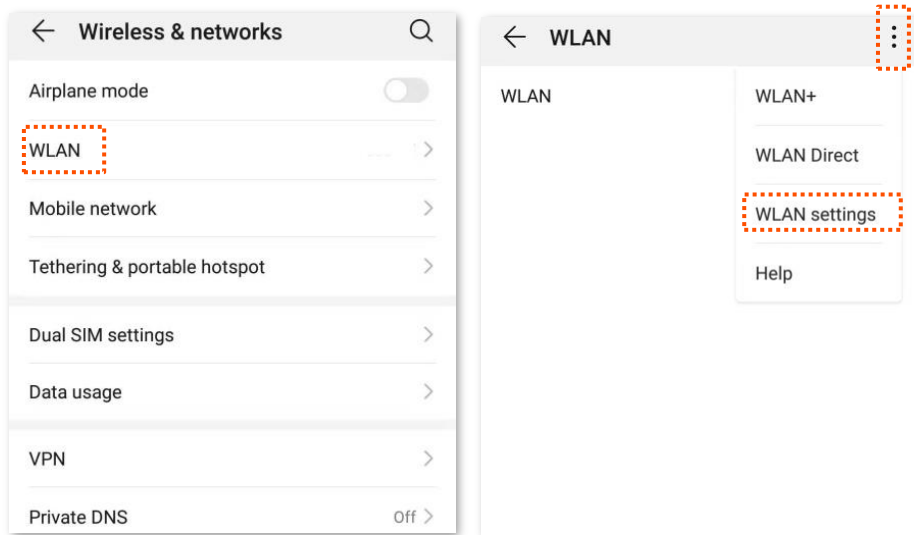 Wireless & networks
Airplane mode
WLAN
Mobile network
Tethering & portable hotspot
Dual SIM settings
Data usage
VPN
Private DNS Off
WLAN
WLAN
WLAN+
WLAN Direct
WLAN settings
Help